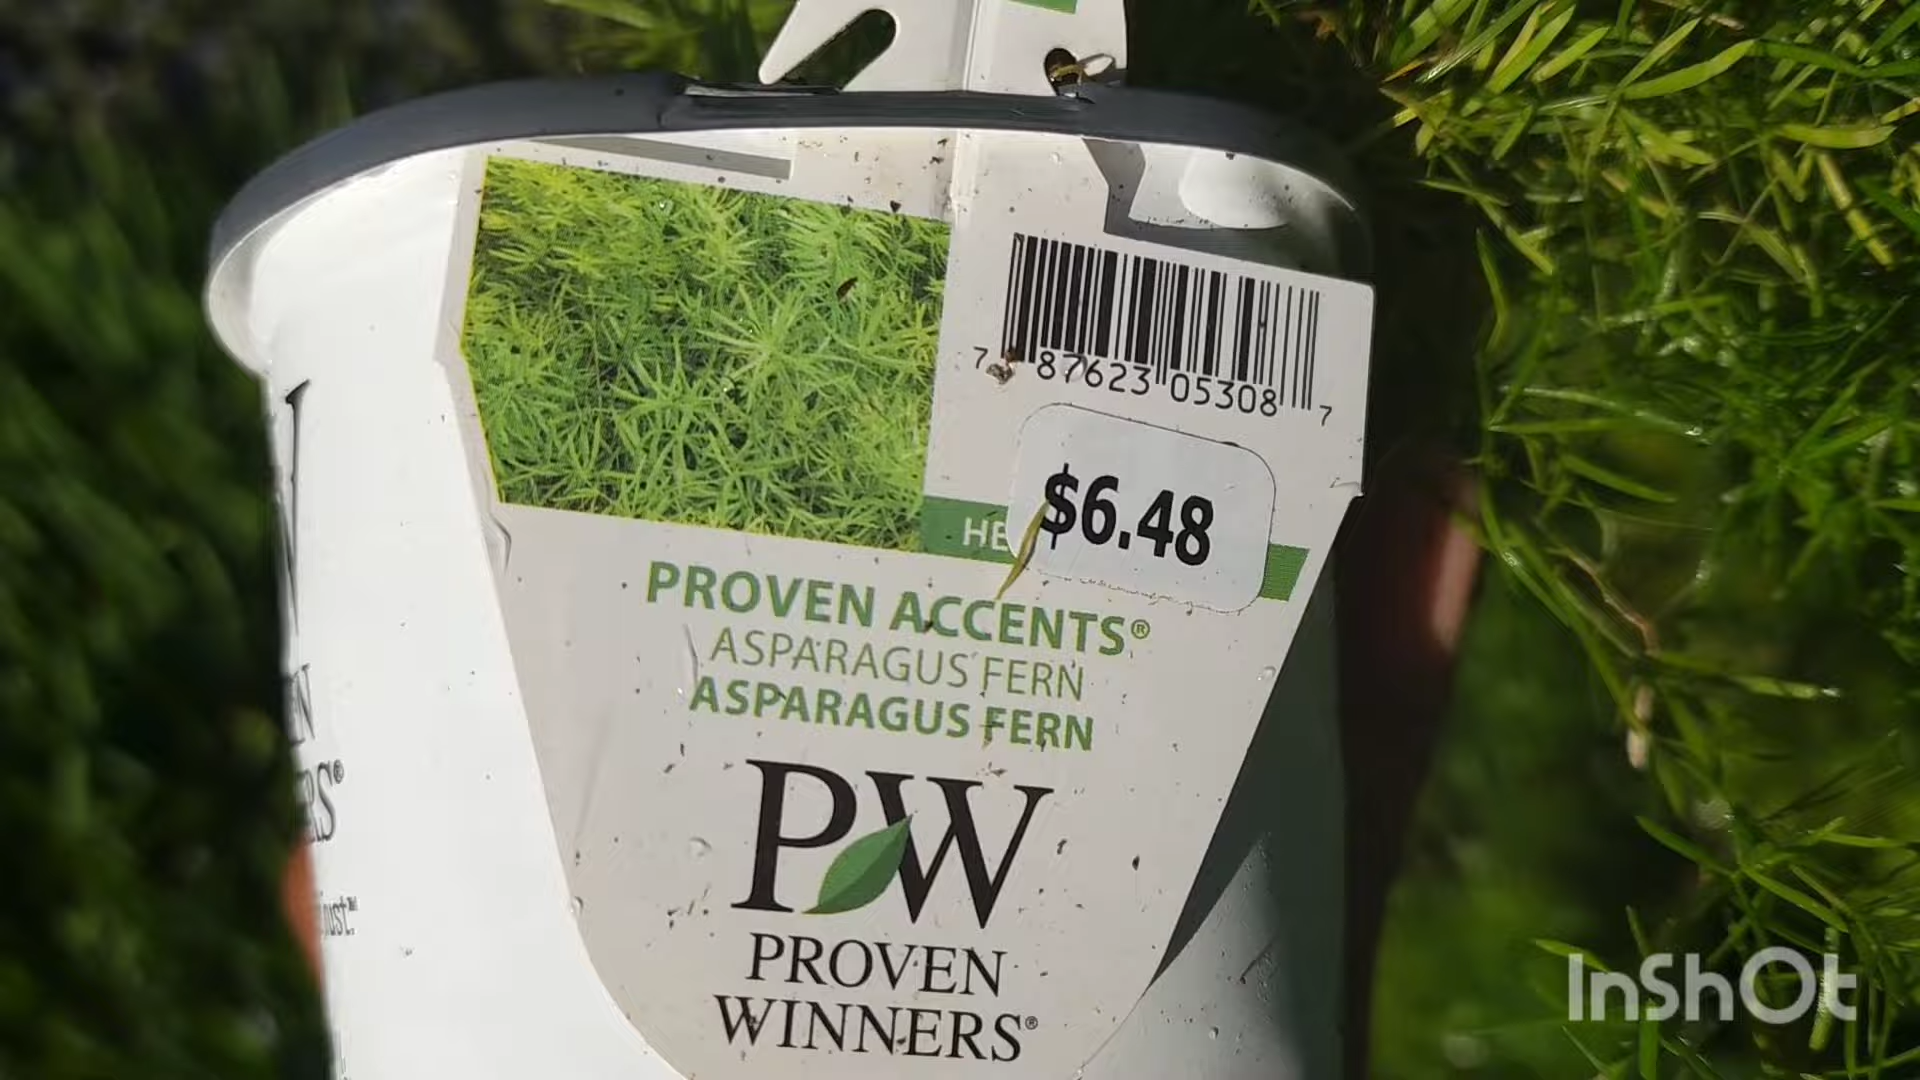 7 87623 05308 7
$6.48
HE
PROVEN ACCENTS®
ASPARAGUS FERN
ASPARAGUS FERN
PW
PROVEN
WINNERS®
InShOt